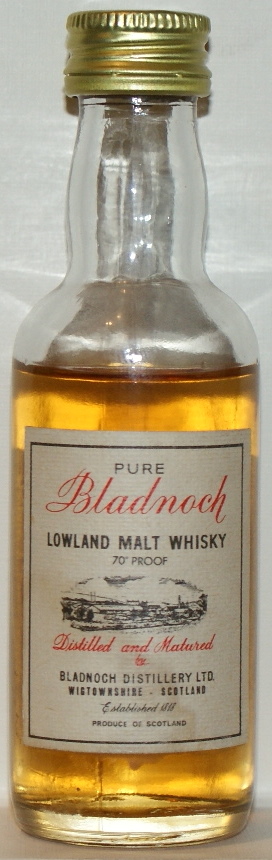 PURE
Bladnoch
LOWLAND MALT WHISKY
70° PROOF
Distilled and Matured
by
BLADNOCH DISTILLERY LTD.
WIGTOWNSHIRE - SCOTLAND
Established
PRODUCE OF SCOTLAND